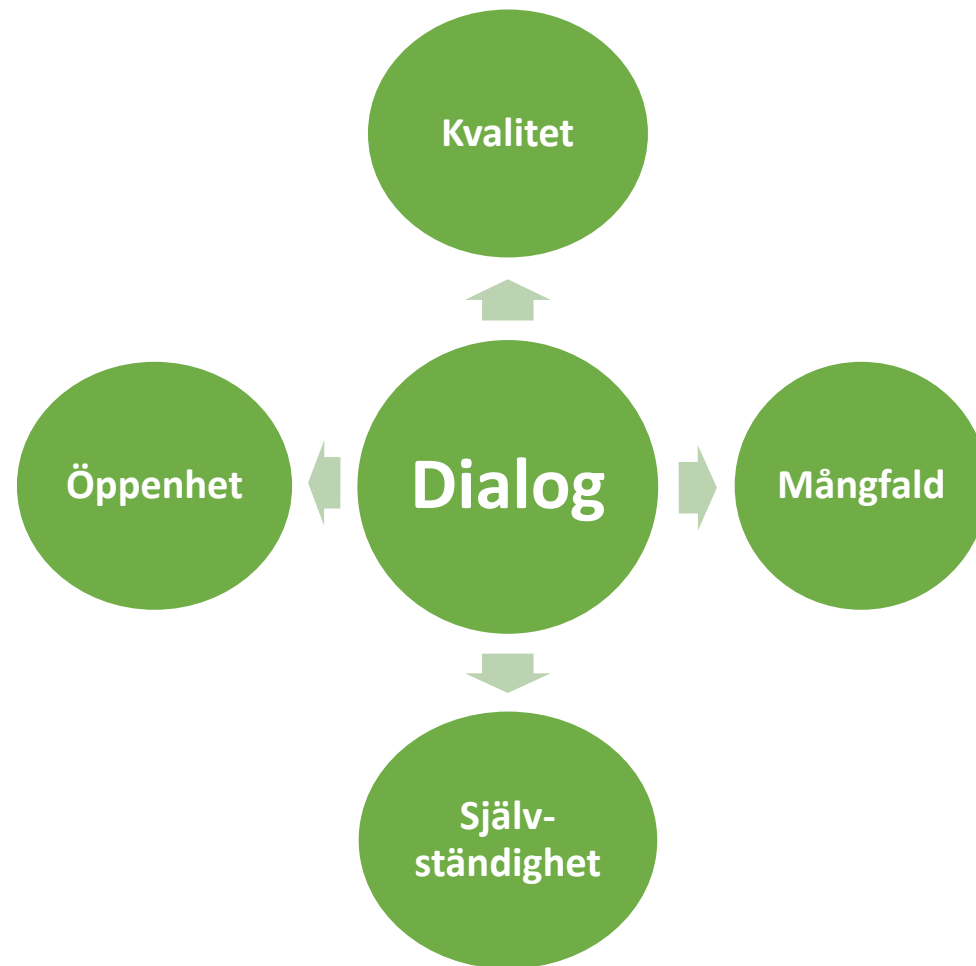 Kvalitet
Öppenhet
Dialog
Mångfald
Själv-
ständighet